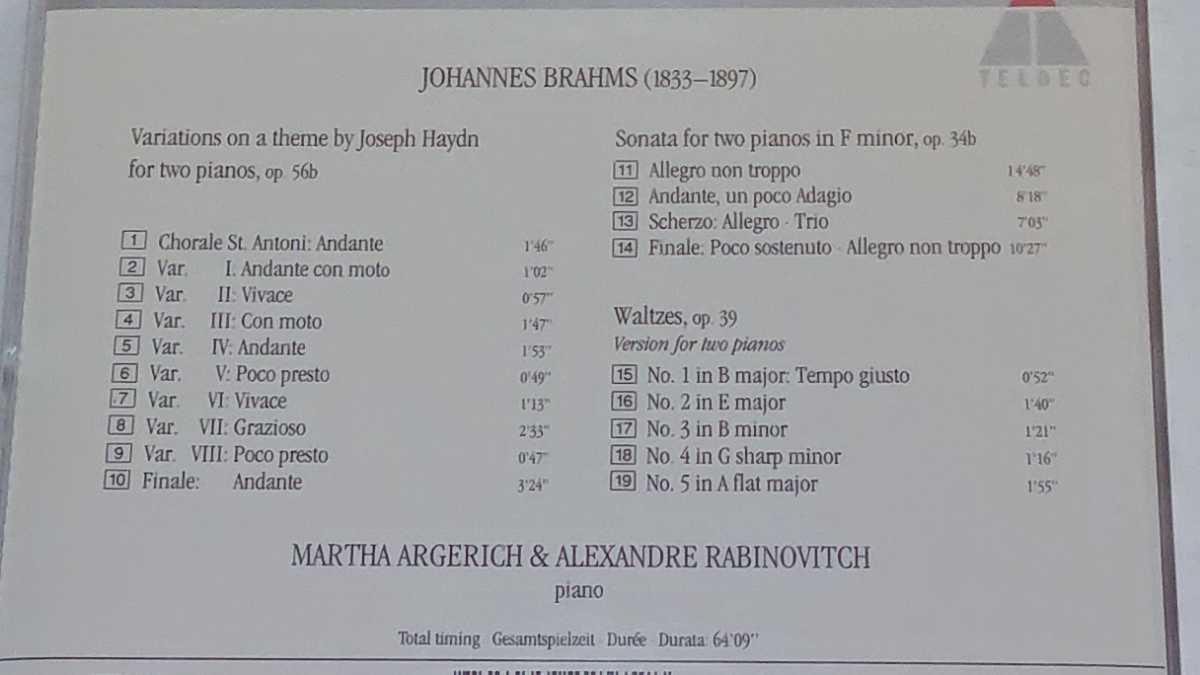 TELDEC
JOHANNES BRAHMS (1833–1897)
Variations on a theme by Joseph Haydn
for two pianos, op. 56b
1 Chorale St. Antoni: Andante 1'46"
2 Var. I: Andante con moto 1'02"
3 Var. II: Vivace 0'57"
4 Var. III: Con moto 1'47"
5 Var. IV: Andante 1'53"
6 Var. V: Poco presto 0'49"
7 Var. VI: Vivace 1'13"
8 Var. VII: Grazioso 2'33"
9 Var. VIII: Poco presto 0'47"
10 Finale: Andante 3'24"
Sonata for two pianos in F minor, op. 34b
11 Allegro non troppo 14'48"
12 Andante, un poco Adagio 8'18"
13 Scherzo: Allegro · Trio 7'03"
14 Finale: Poco sostenuto · Allegro non troppo 10'27"
Waltzes, op. 39
Version for two pianos
15 No. 1 in B major: Tempo giusto 0'52"
16 No. 2 in E major 1'40"
17 No. 3 in B minor 1'21"
18 No. 4 in G sharp minor 1'16"
19 No. 5 in A flat major 1'55"
MARTHA ARGERICH & ALEXANDRE RABINOVITCH
piano
Total timing · Gesamtspielzeit · Durée · Durata: 64'09"